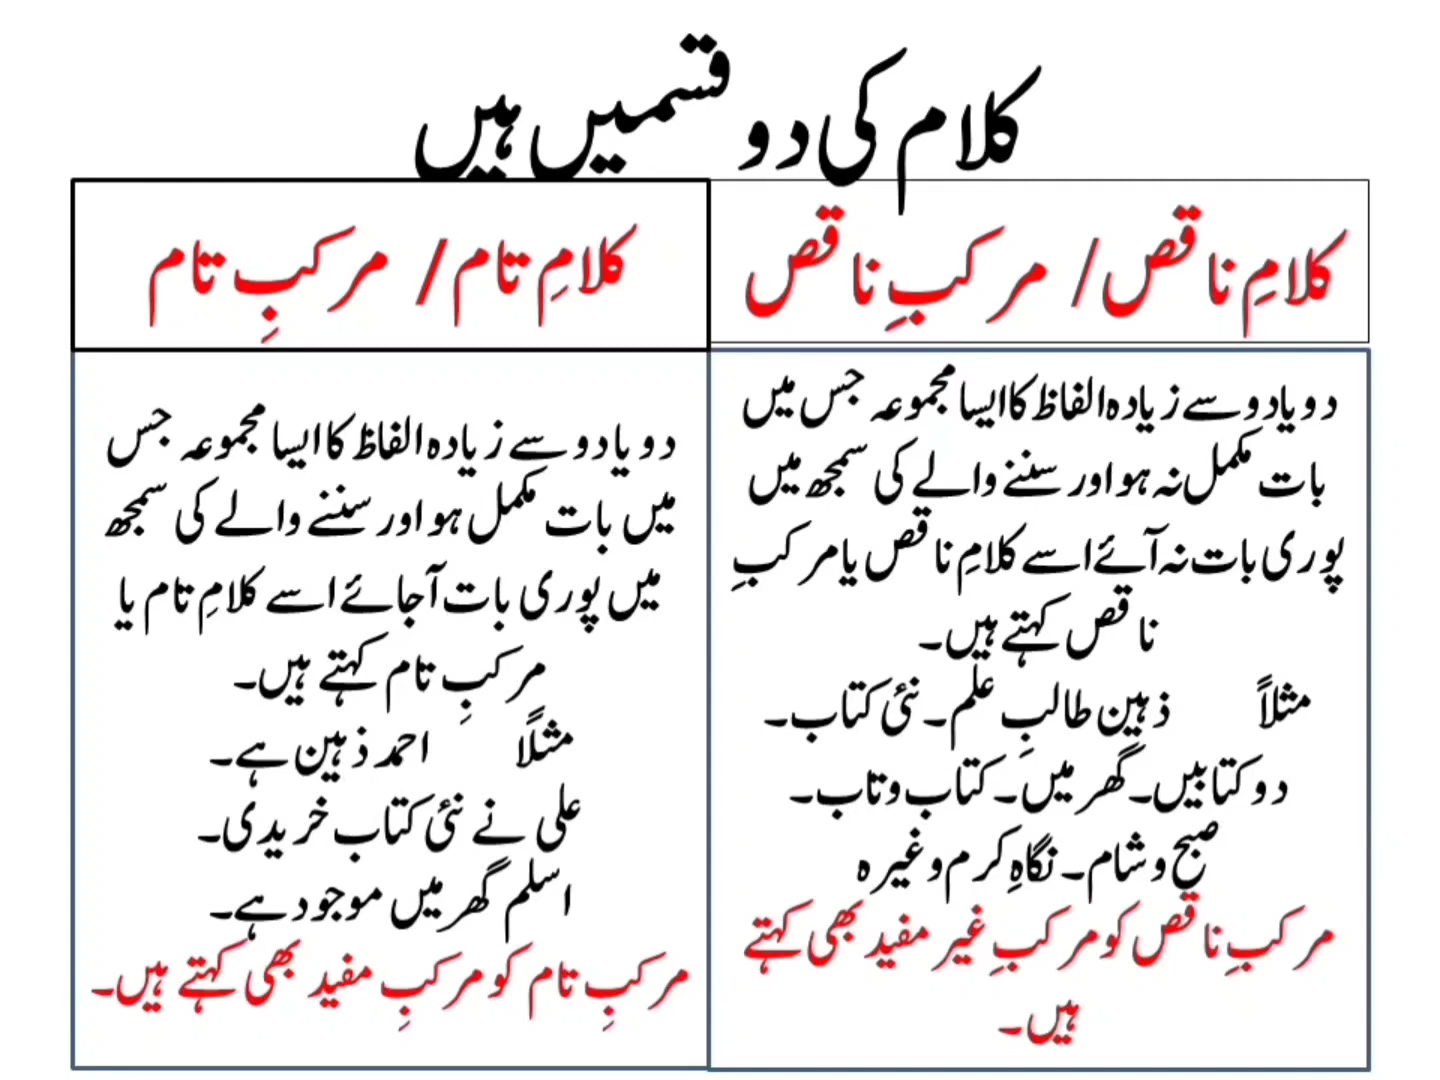 کلام کی دو قسمیں ہیں
کلامِ ناقص / مرکبِ ناقص
دو یا دو سے زیادہ الفاظ کا ایسا مجموعہ جس میں
بات مکمل نہ ہو اور سننے والے کی سمجھ میں
پوری بات نہ آئے اسے کلامِ ناقص یا مرکبِ
ناقص کہتے ہیں۔
مثلاً ذہین طالبِ علم۔ نئی کتاب۔
دو کتابیں۔ گھر میں۔ کتاب و تاب۔
صبح و شام۔ نگاہِ کرم وغیرہ
مرکبِ ناقص کو مرکبِ غیر مفید بھی کہتے
ہیں۔
کلامِ تام / مرکبِ تام
دو یا دو سے زیادہ الفاظ کا ایسا مجموعہ جس
میں بات مکمل ہو اور سننے والے کی سمجھ
میں پوری بات آ جائے اسے کلامِ تام یا
مرکبِ تام کہتے ہیں۔
مثلاً احمد ذہین ہے۔
علی نے نئی کتاب خریدی۔
اسلم گھر میں موجود ہے۔
مرکبِ تام کو مرکبِ مفید بھی کہتے ہیں۔